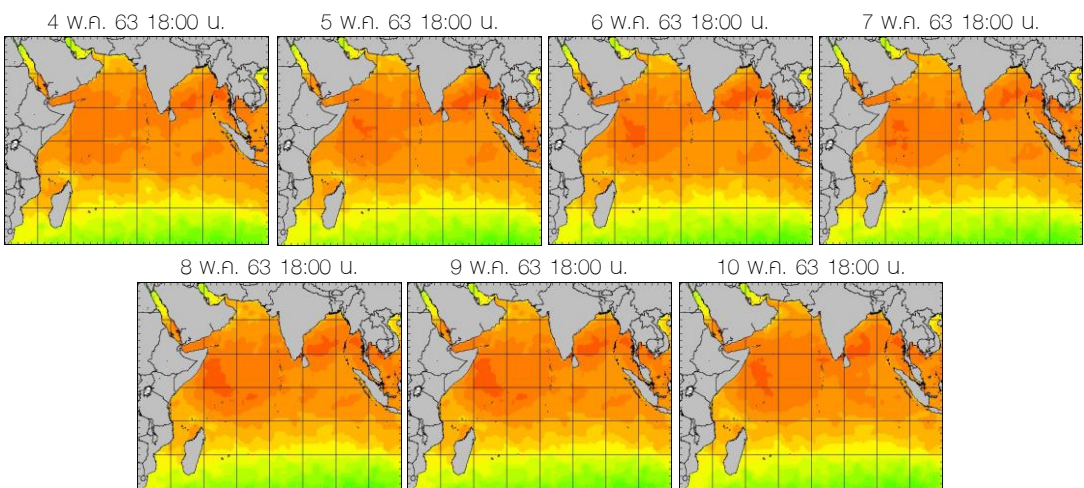 4 พ.ค. 63 18:00 น. 5 พ.ค. 63 18:00 น. 6 พ.ค. 63 18:00 น. 7 พ.ค. 63 18:00 น.
8 พ.ค. 63 18:00 น. 9 พ.ค. 63 18:00 น. 10 พ.ค. 63 18:00 น.